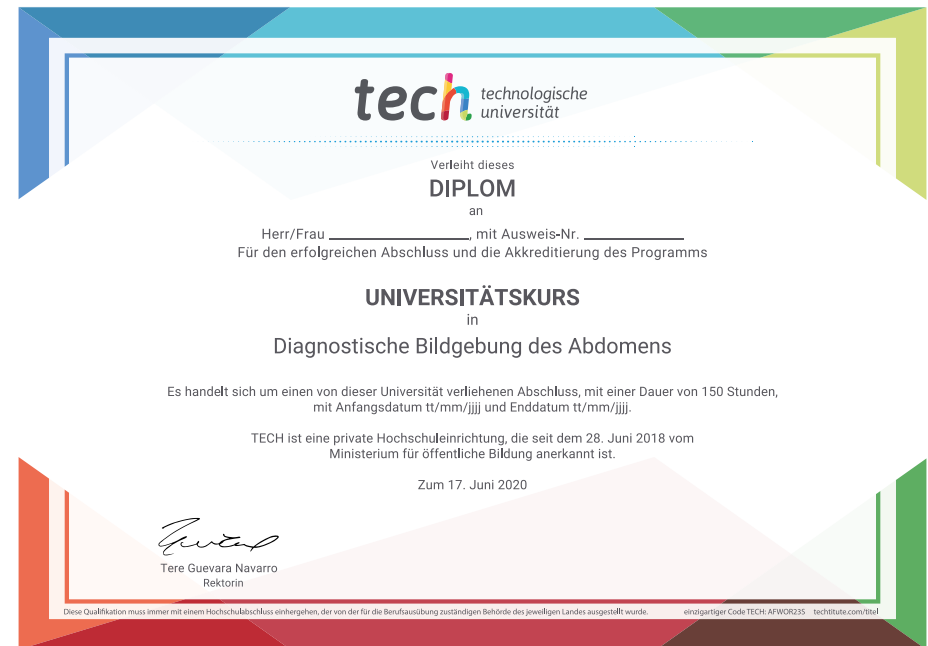 tech technologische
universität
Verleiht dieses
DIPLOM
an
Herr/Frau ____________________, mit Ausweis-Nr. ______________
Für den erfolgreichen Abschluss und die Akkreditierung des Programms
UNIVERSITÄTSKURS
in
Diagnostische Bildgebung des Abdomens
Es handelt sich um einen von dieser Universität verliehenen Abschluss, mit einer Dauer von 150 Stunden,
mit Anfangsdatum tt/mm/jjjj und Enddatum tt/mm/jjjj.
TECH ist eine private Hochschuleinrichtung, die seit dem 28. Juni 2018 vom
Ministerium für öffentliche Bildung anerkannt ist.
Zum 17. Juni 2020
Tere Guevara Navarro
Rektorin
Diese Qualifikation muss immer mit einem Hochschulabschluss einhergehen, der von der für die Berufsausübung zuständigen Behörde des jeweiligen Landes ausgestellt wurde. einzigartiger Code TECH: AFWOR23S techtitute.com/titel